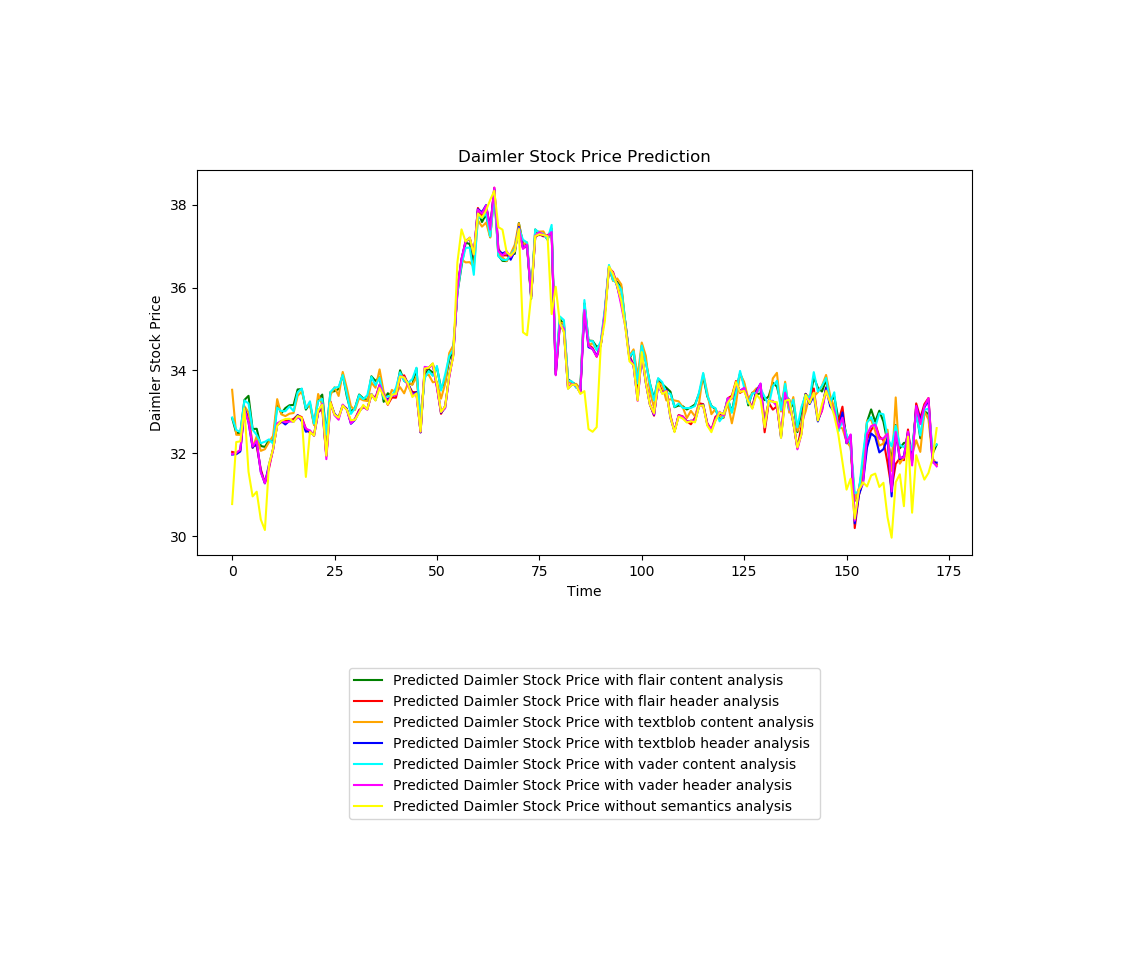 Daimler Stock Price Prediction
Daimler Stock Price
38
36
34
32
30
0 25 50 75 100 125 150 175
Time
Predicted Daimler Stock Price with flair content analysis
Predicted Daimler Stock Price with flair header analysis
Predicted Daimler Stock Price with textblob content analysis
Predicted Daimler Stock Price with textblob header analysis
Predicted Daimler Stock Price with vader content analysis
Predicted Daimler Stock Price with vader header analysis
Predicted Daimler Stock Price without semantics analysis